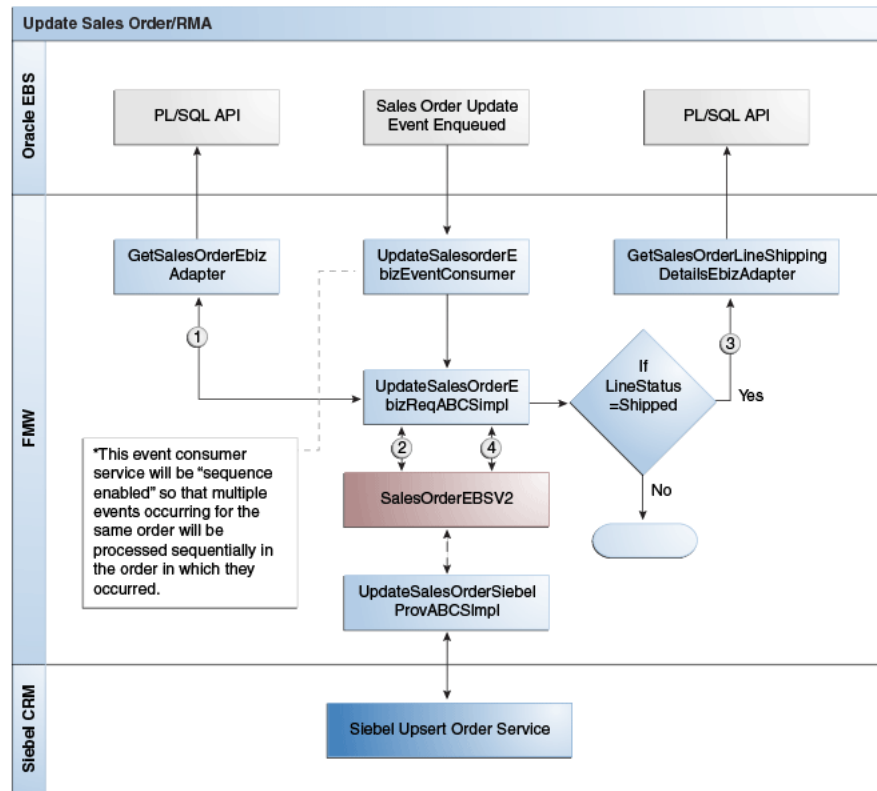 Update Sales Order/RMA
Oracle EBS
PL/SQL API
Sales Order Update
Event Enqueued
PL/SQL API
FMW
GetSalesOrderEbiz
Adapter
UpdateSalesorderE
bizEventConsumer
GetSalesOrderLineShipping
DetailsEbizAdapter
1
3
If
LineStatus
=Shipped
Yes
UpdateSalesOrderE
bizReqABCSImpl
2
4
*This event consumer
service will be “sequence
enabled” so that multiple
events occurring for the
same order will be
processed sequentially in
the order in which they
occurred.
No
SalesOrderEBSV2
UpdateSalesOrderSiebel
ProvABCSImpl
Siebel CRM
Siebel Upsert Order Service